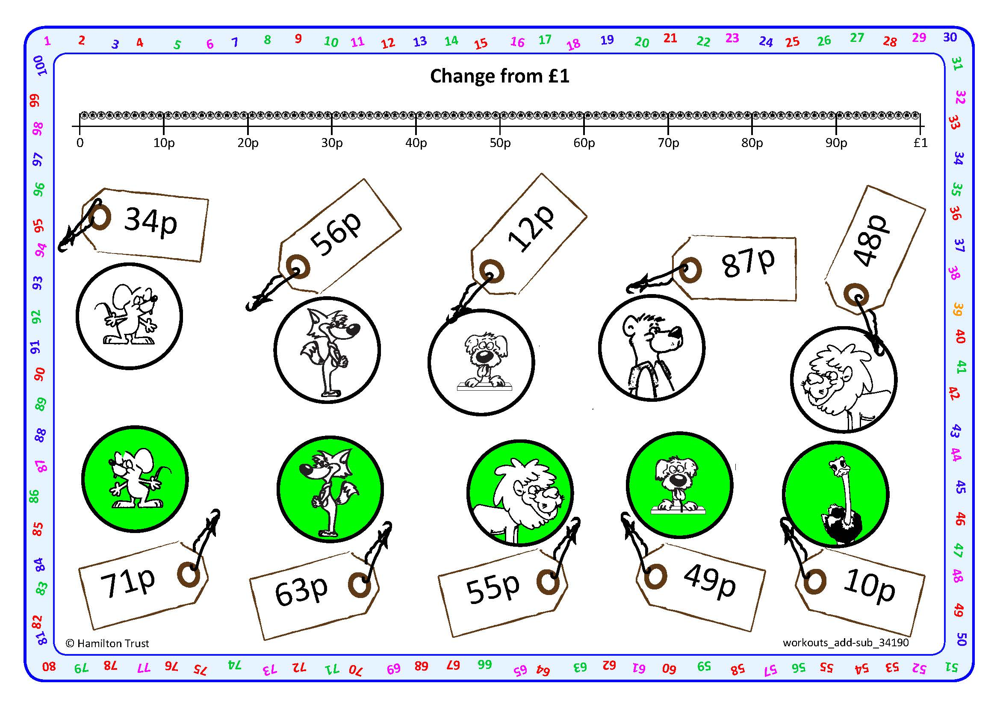 1 2 3 4 5 6 7 8 9 10 11 12 13 14 15 16 17 18 19 20 21 22 23 24 25 26 27 28 29 30
31
32
33
34
35
36
37
38
39
40
41
42
43
44
45
46
47
48
49
50
51
52 53 54 55 56 57 58 59 60 61 62 63 64 65 66 67 68 69 70 71 72 73 74 75 76 77 78 79 80
81
82
83
84
85
86
87
88
89
90
91
92
93
94
95
96
97
98
99
100
Change from £1
0 10p 20p 30p 40p 50p 60p 70p 80p 90p £1
34p
56p
12p
87p
48p
71p
63p
55p
49p
10p
© Hamilton Trust
workouts_add-sub_34190